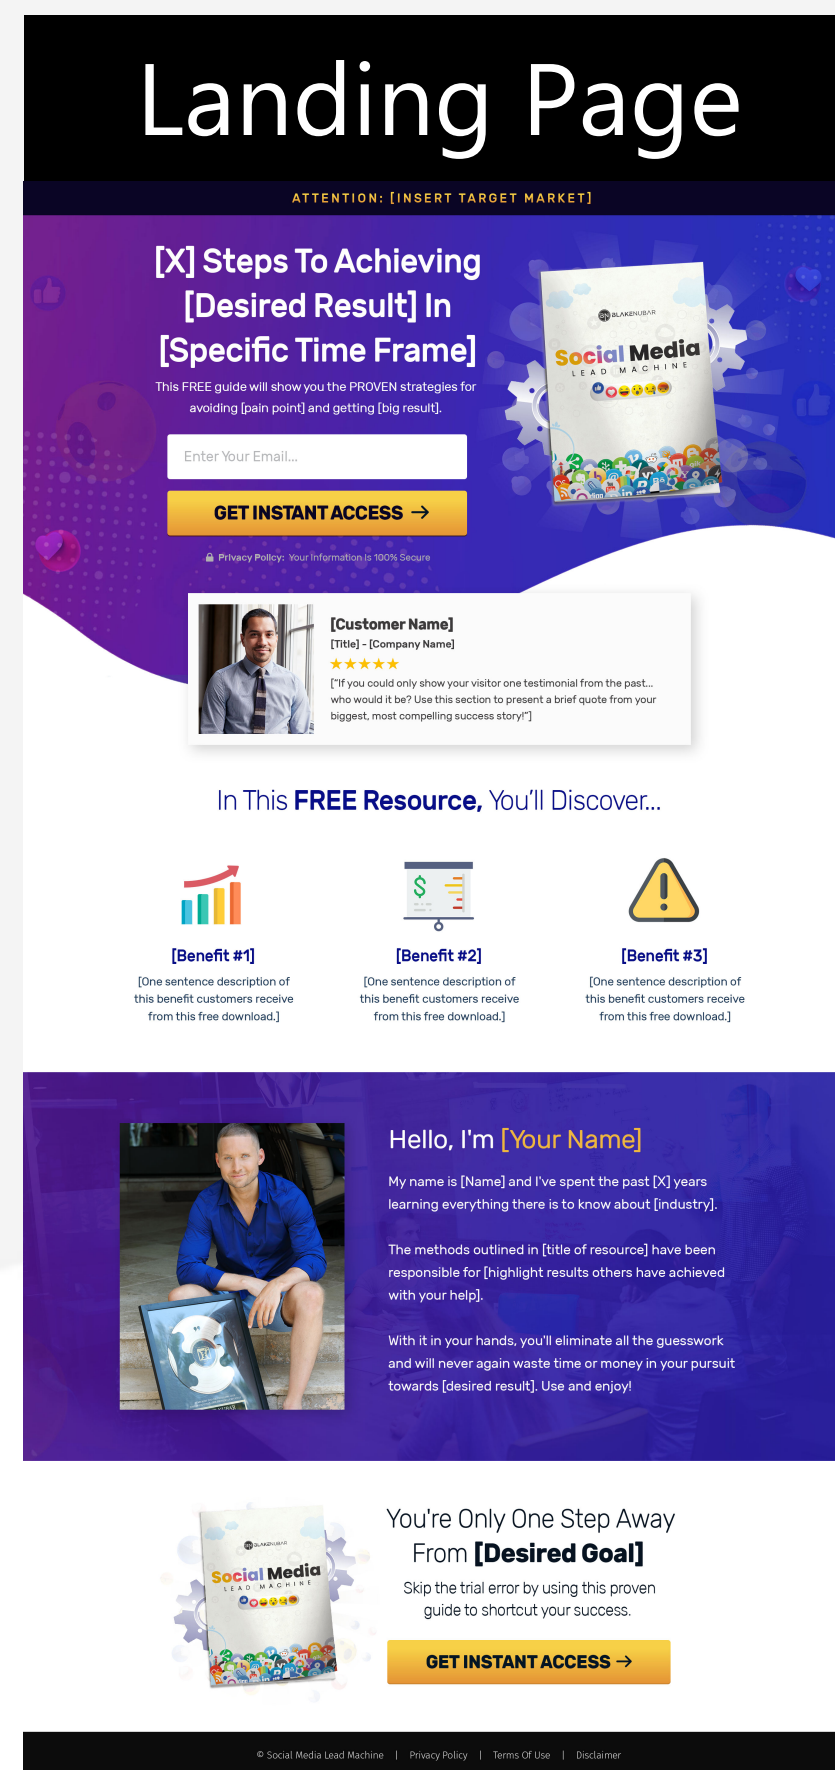 Landing Page
ATTENTION: [INSERT TARGET MARKET]
[X] Steps To Achieving
[Desired Result] In
[Specific Time Frame]
This FREE guide will show you the PROVEN strategies for
avoiding [pain point] and getting [big result].
Enter Your Email...
GET INSTANT ACCESS →
Privacy Policy: Your Information Is 100% Secure
BN BLAKENUBAR
Social Media
LEAD MACHINE
[Customer Name]
[Title] - [Company Name]
★★★★★
["If you could only show your visitor one testimonial from the past...
who would it be? Use this section to present a brief quote from your
biggest, most compelling success story!"]
In This FREE Resource, You'll Discover...
[Benefit #1]
[One sentence description of
this benefit customers receive
from this free download.]
[Benefit #2]
[One sentence description of
this benefit customers receive
from this free download.]
[Benefit #3]
[One sentence description of
this benefit customers receive
from this free download.]
Hello, I'm [Your Name]
My name is [Name] and I've spent the past [X] years
learning everything there is to know about [industry].
The methods outlined in [title of resource] have been
responsible for [highlight results others have achieved
with your help].
With it in your hands, you'll eliminate all the guesswork
and will never again waste time or money in your pursuit
towards [desired result]. Use and enjoy!
BN BLAKENUBAR
Social Media
LEAD MACHINE
You're Only One Step Away
From [Desired Goal]
Skip the trial error by using this proven
guide to shortcut your success.
GET INSTANT ACCESS →
© Social Media Lead Machine | Privacy Policy | Terms Of Use | Disclaimer